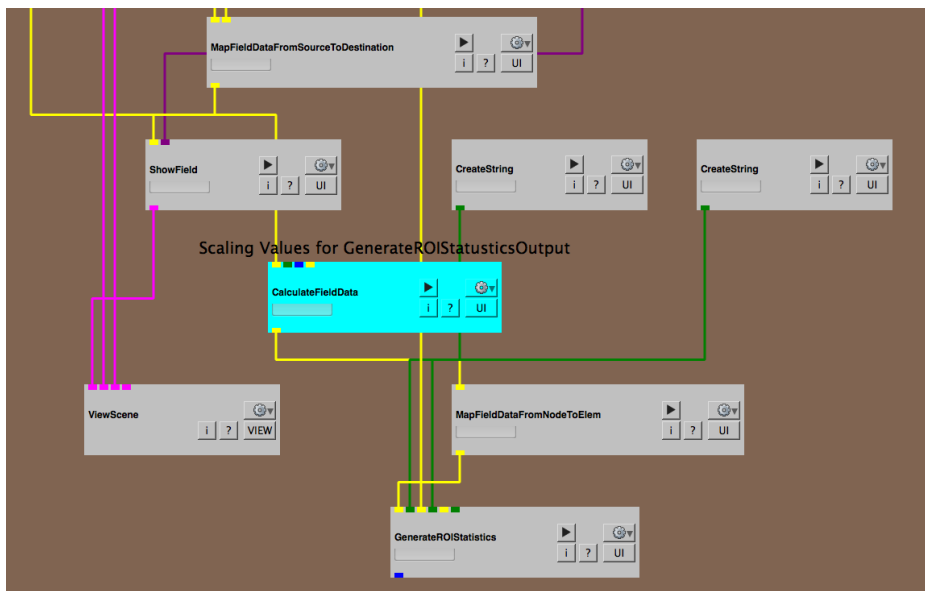 MapFieldDataFromSourceToDestination
i ? UI
ShowField
i ? UI
CreateString
i ? UI
CreateString
i ? UI
Scaling Values for GenerateROIStatusticsOutput
CalculateFieldData
i ? UI
ViewScene
i ? VIEW
MapFieldDataFromNodeToElem
i ? UI
GenerateROIStatistics
i ? UI